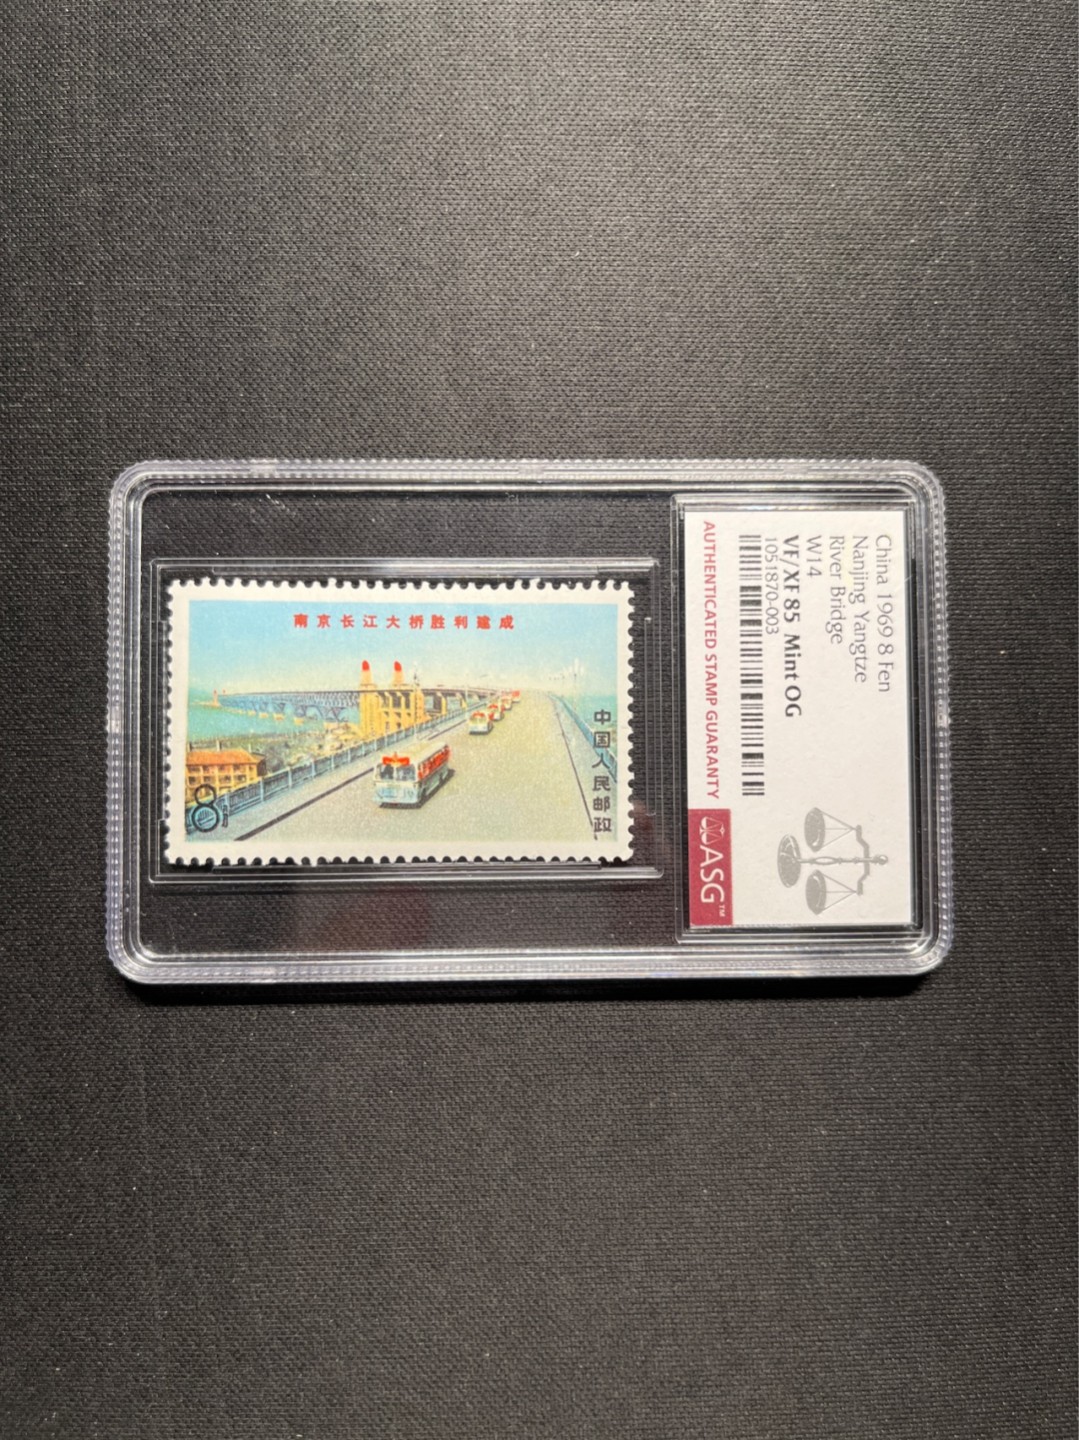 南京长江大桥胜利建成
中国人民邮政
8
China 1969 8 Fen
Nanjing Yangtze
River Bridge
W14
VF/XF 85 Mint OG
1051870-003
AUTHENTICATED STAMP GUARANTY
ASG™